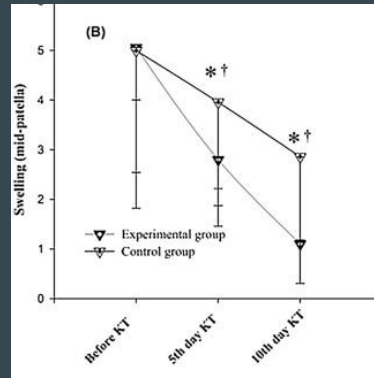 (B)
* †
* †
5
4
3
2
1
0
Swelling (mid-patella)
Experimental group
Control group
Before KT
5th day KT
10th day KT